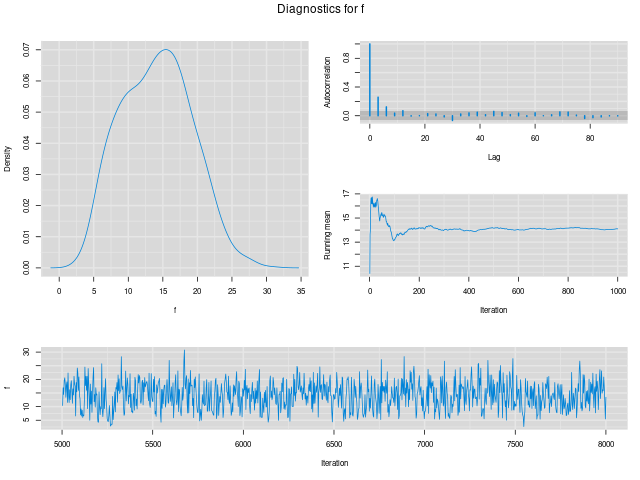 Diagnostics for f
Density
0.00 0.01 0.02 0.03 0.04 0.05 0.06 0.07
0 5 10 15 20 25 30 35
f
Autocorrelation
0.0 0.4 0.8
0 20 40 60 80
Lag
Running mean
11 13 15 17
0 200 400 600 800 1000
Iteration
f
5 10 20 30
5000 5500 6000 6500 7000 7500 8000
Iteration